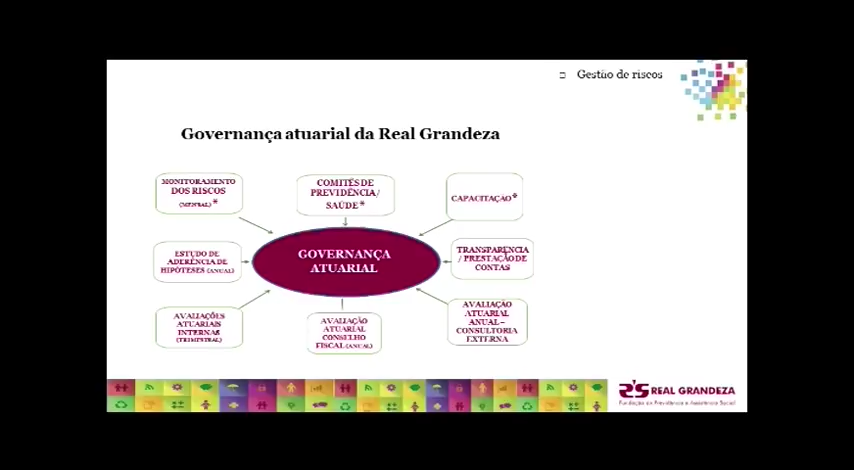 Gestão de riscos
Governança atuarial da Real Grandeza
MONITORAMENTO
DOS RISCOS
(MENSAL) *
COMITÊS DE
PREVIDÊNCIA /
SAÚDE *
CAPACITAÇÃO *
ESTUDO DE
ADERÊNCIA DE
HIPÓTESES (ANUAL)
GOVERNANÇA
ATUARIAL
TRANSPARÊNCIA
/ PRESTAÇÃO DE
CONTAS
AVALIAÇÕES
ATUARIAIS
INTERNAS
(TRIMESTRAL)
AVALIAÇÃO
ATUARIAL
CONSELHO
FISCAL (ANUAL)
AVALIAÇÃO
ATUARIAL
ANUAL –
CONSULTORIA
EXTERNA
REAL GRANDEZA
Fundação de Previdência e Assistência Social